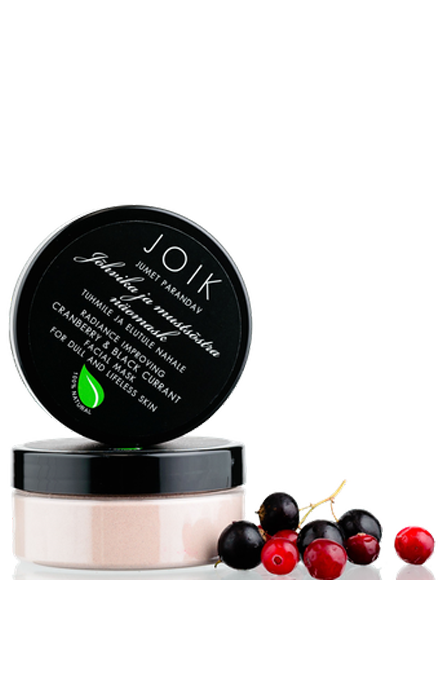 JOIK
JUMET PARANDAV
Jõhvika ja mustsõstra
näomask
TUHMILE JA ELUTULE NAHALE
RADIANCE IMPROVING
CRANBERRY & BLACK CURRANT
FACIAL MASK
FOR DULL AND LIFELESS SKIN
100% NATURAL